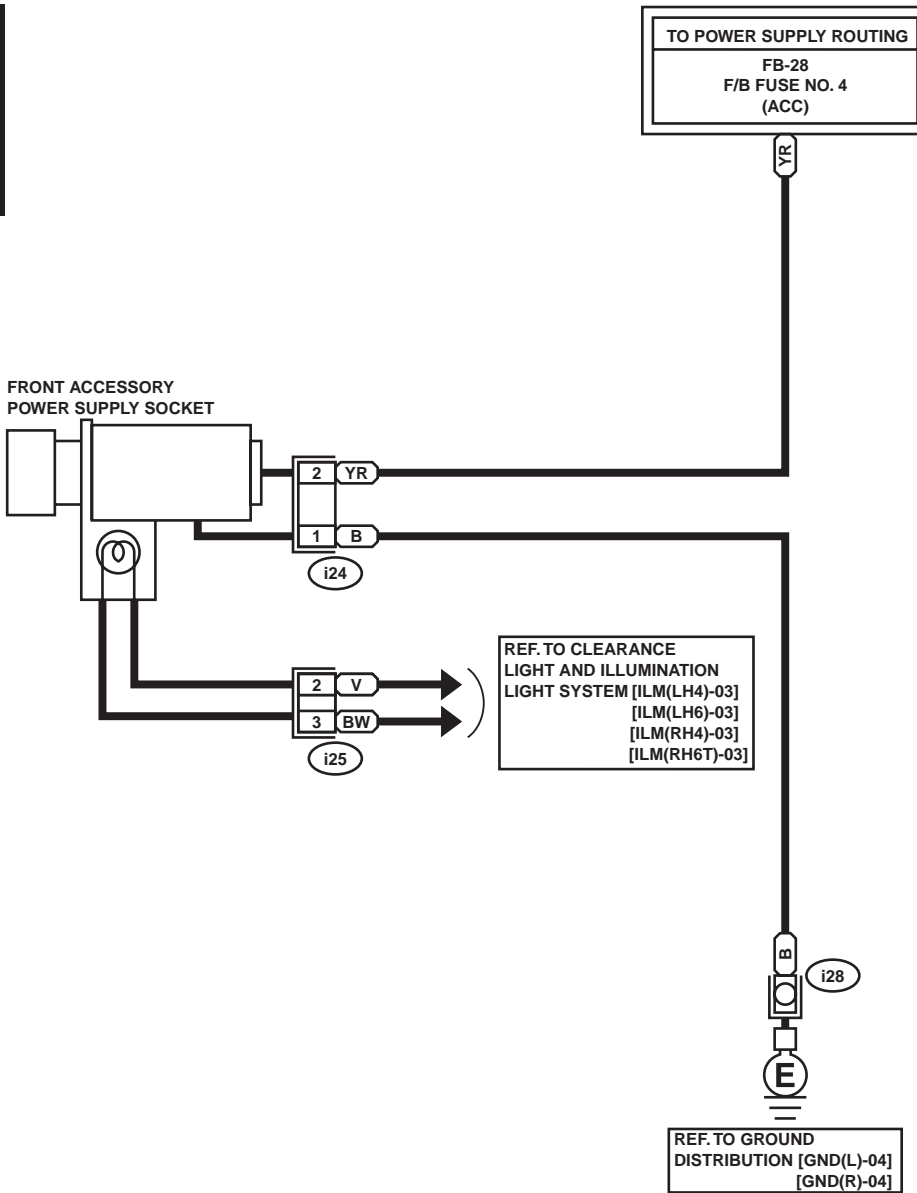 TO POWER SUPPLY ROUTING
FB-28
F/B FUSE NO. 4
(ACC)
YR
FRONT ACCESSORY
POWER SUPPLY SOCKET
2 YR
1 B
i24
REF. TO CLEARANCE
LIGHT AND ILLUMINATION
LIGHT SYSTEM [ILM(LH4)-03]
[ILM(LH6)-03]
[ILM(RH4)-03]
[ILM(RH6T)-03]
2 V
3 BW
i25
B
i28
E
REF. TO GROUND
DISTRIBUTION [GND(L)-04]
[GND(R)-04]